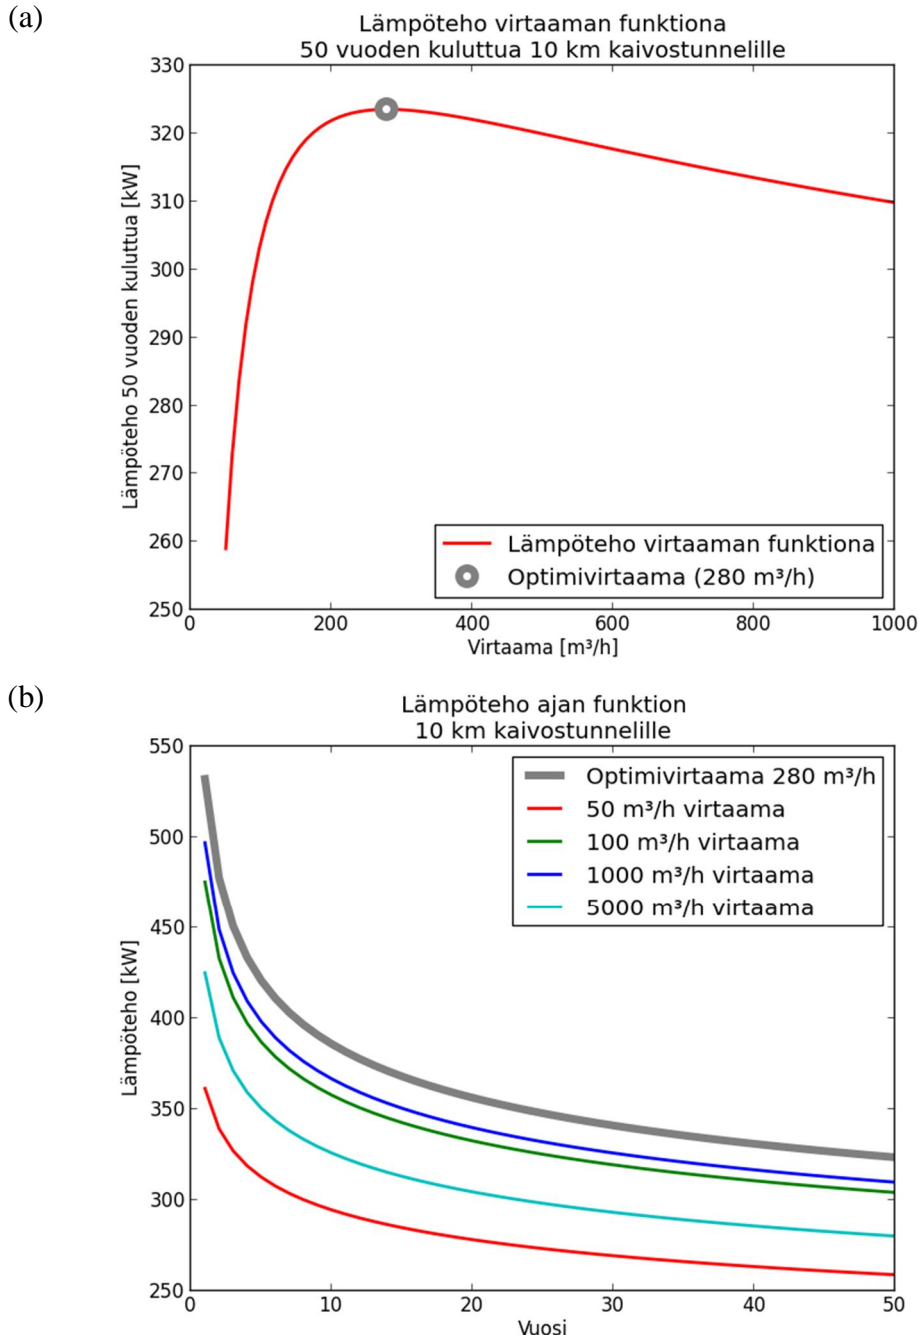 (a)
Lämpöteho virtaaman funktiona
50 vuoden kuluttua 10 km kaivostunnelille
330
320
310
300
290
280
270
260
250
Lämpöteho 50 vuoden kuluttua [kW]
Lämpöteho virtaaman funktiona
Optimivirtaama (280 m³/h)
0 200 400 600 800 1000
Virtaama [m³/h]
(b)
Lämpöteho ajan funktion
10 km kaivostunnelille
550
500
450
400
350
300
250
Lämpöteho [kW]
Optimivirtaama 280 m³/h
50 m³/h virtaama
100 m³/h virtaama
1000 m³/h virtaama
5000 m³/h virtaama
0 10 20 30 40 50
Vuosi